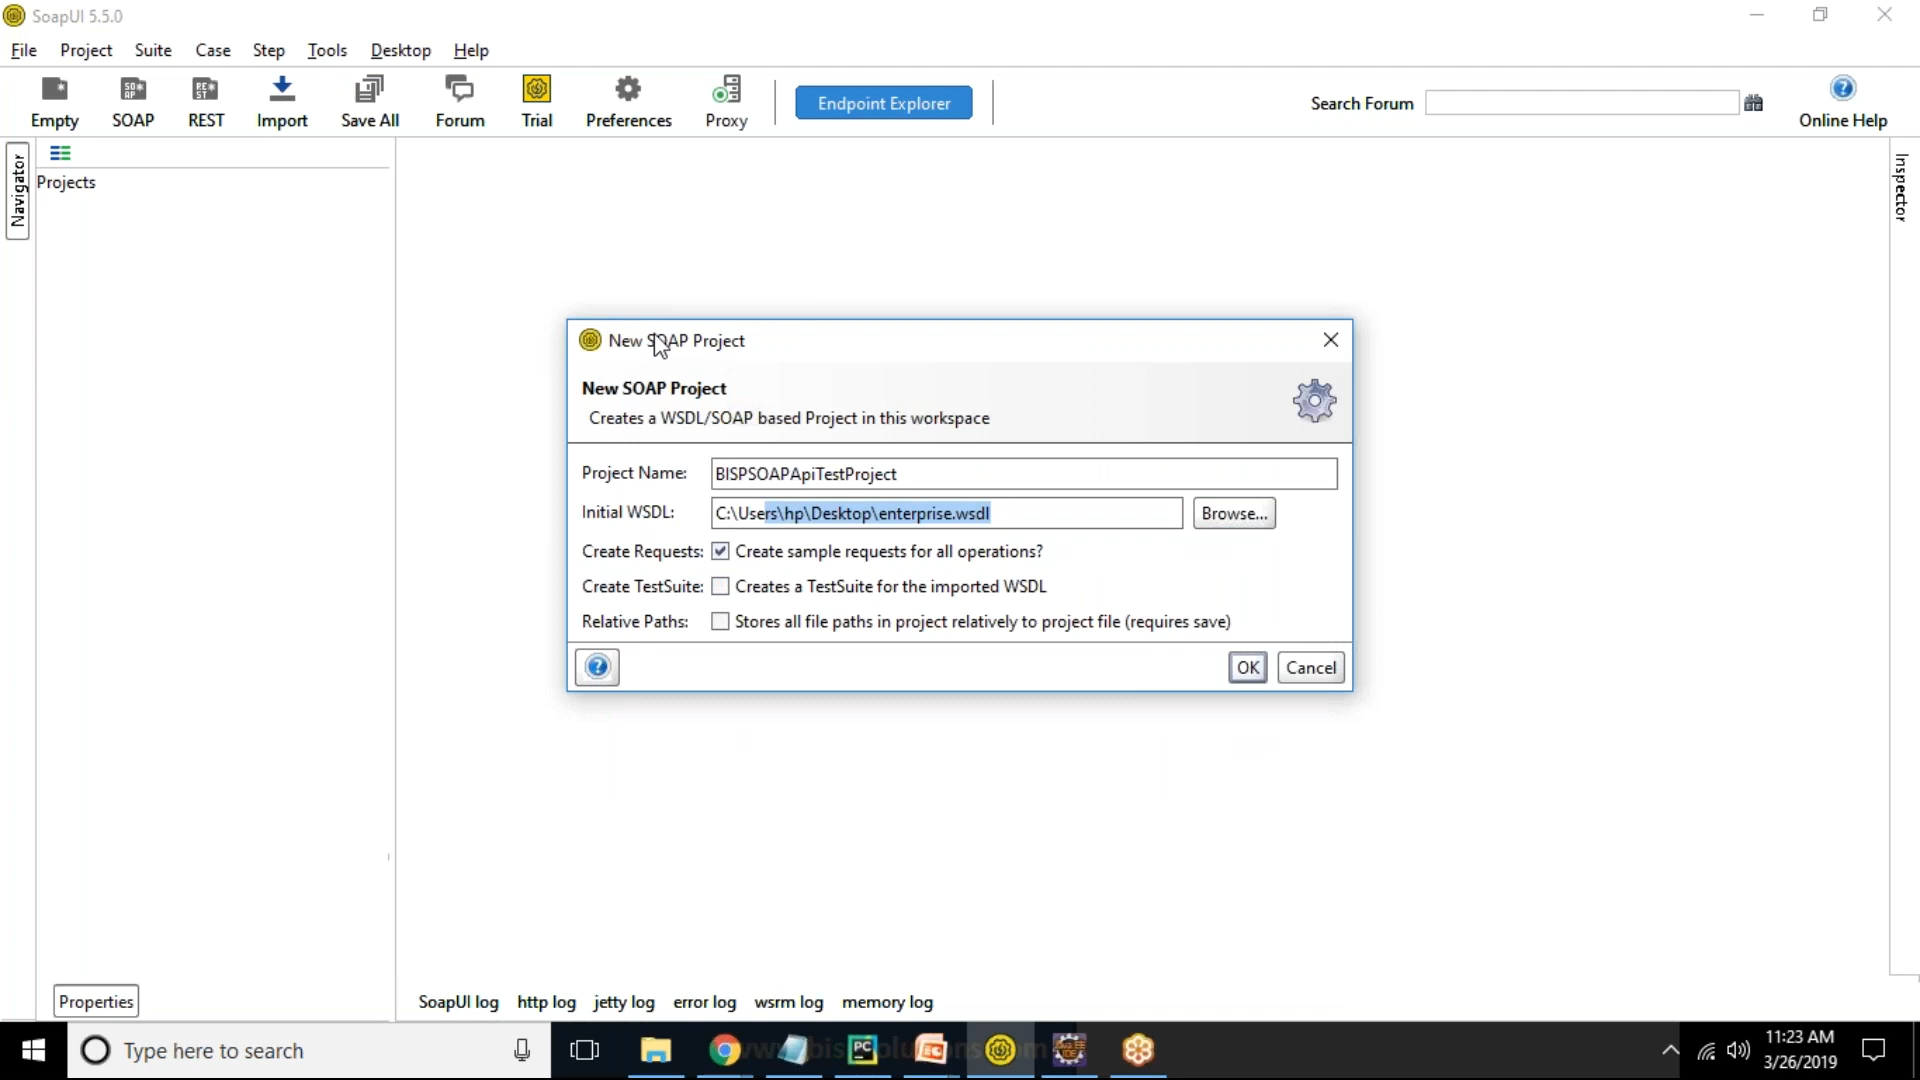 SoapUI 5.5.0
File Project Suite Case Step Tools Desktop Help
Empty SOAP REST Import Save All Forum Trial Preferences Proxy Endpoint Explorer Search Forum Online Help
Navigator
Projects
Inspector
New SOAP Project
New SOAP Project
Creates a WSDL/SOAP based Project in this workspace
Project Name: BISPSOAPApiTestProject
Initial WSDL: C:\Users\hp\Desktop\enterprise.wsdl Browse...
Create Requests: Create sample requests for all operations?
Create TestSuite: Creates a TestSuite for the imported WSDL
Relative Paths: Stores all file paths in project relatively to project file (requires save)
OK Cancel
Properties
SoapUI log http log jetty log error log wsrm log memory log
Type here to search
11:23 AM
3/26/2019